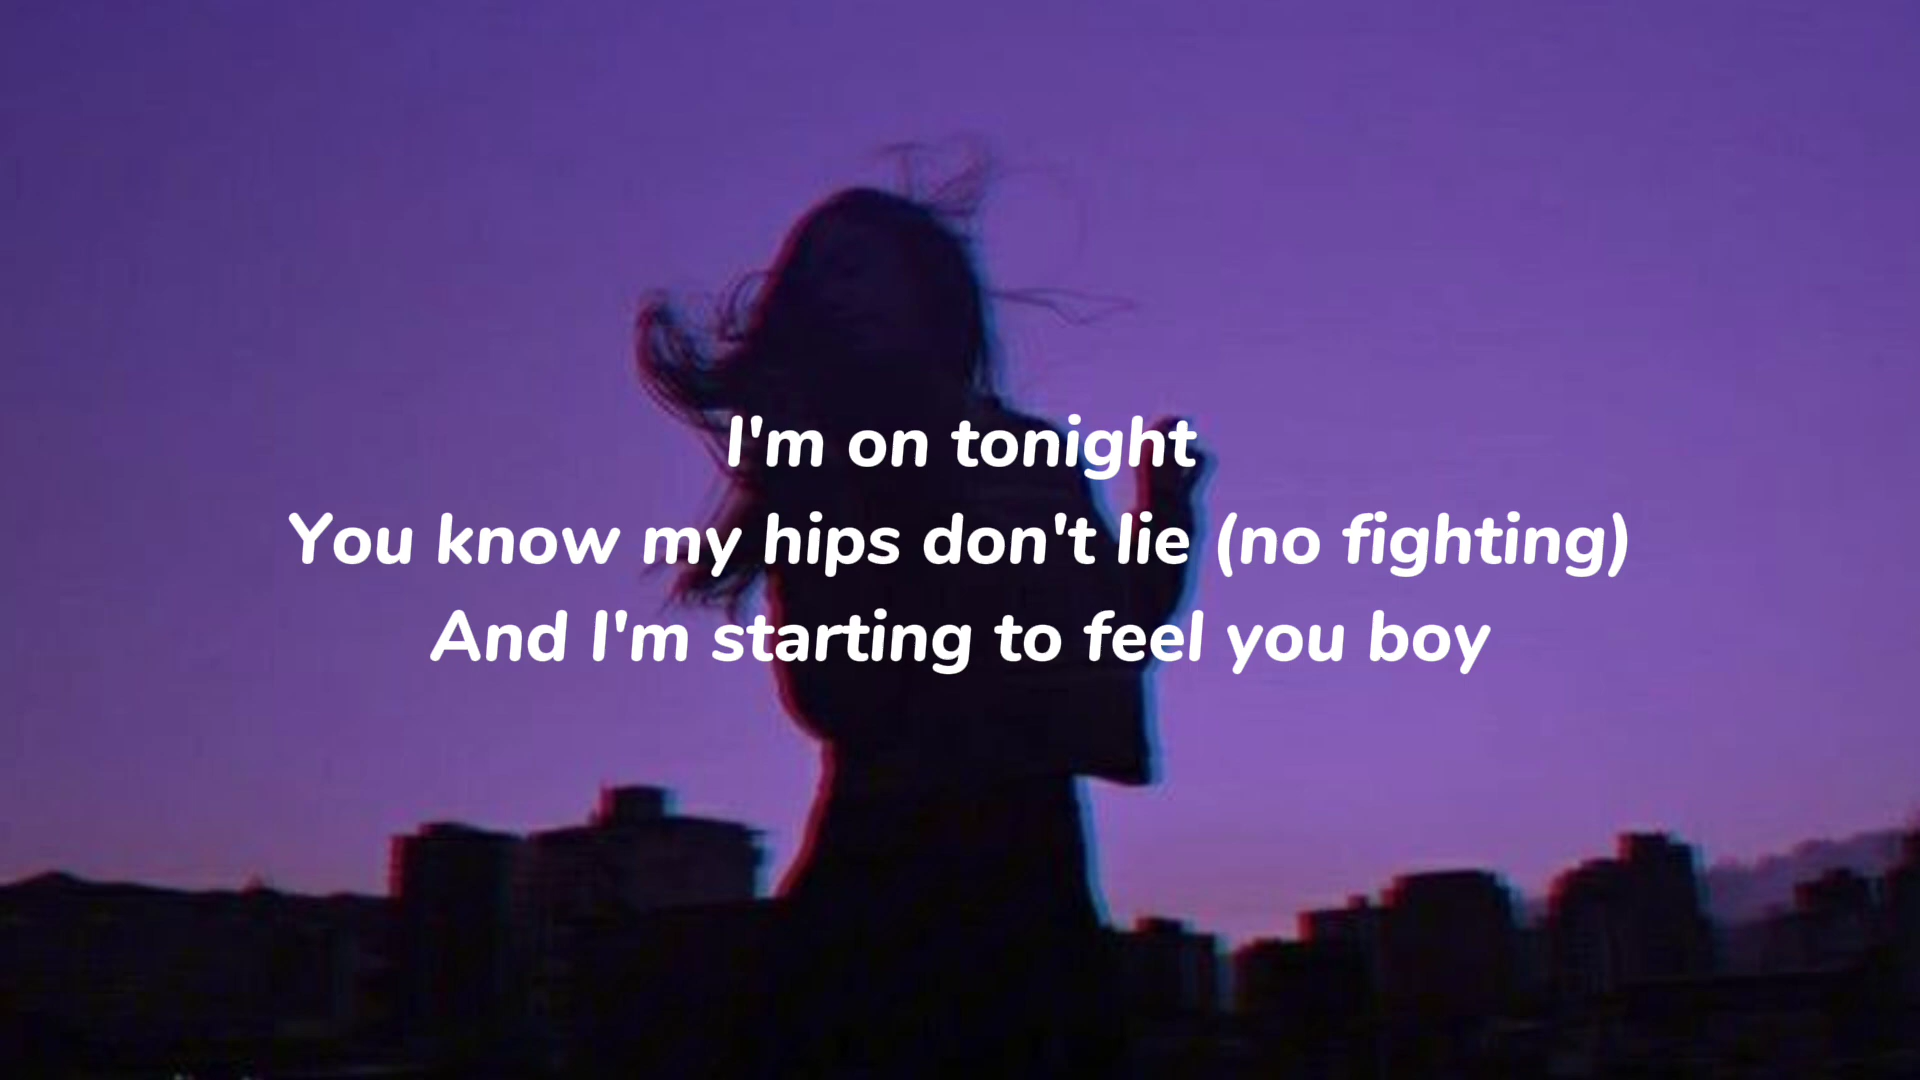 I'm on tonight
You know my hips don't lie (no fighting)
And I'm starting to feel you boy